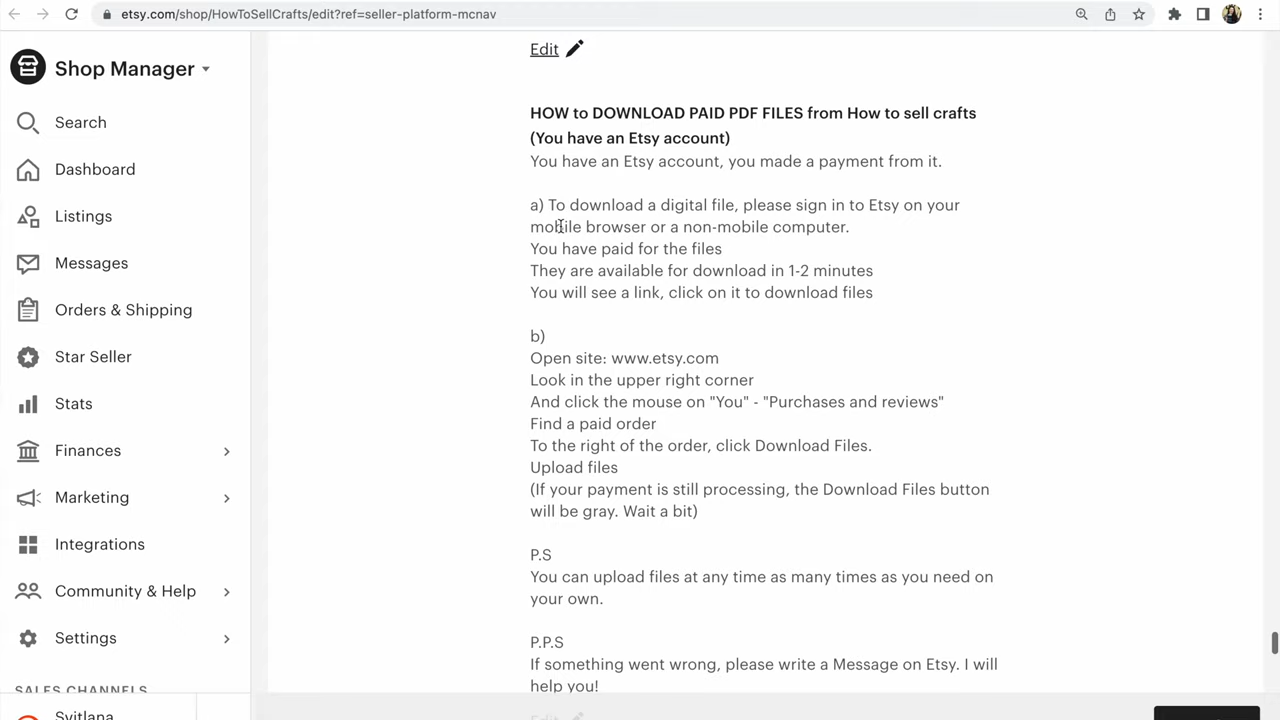 etsy.com/shop/HowToSellCrafts/edit?ref=seller-platform-mcnav
Shop Manager
Search
Dashboard
Listings
Messages
Orders & Shipping
Star Seller
Stats
Finances
Marketing
Integrations
Community & Help
Settings
SALES CHANNELS
Svitlana
Edit
HOW to DOWNLOAD PAID PDF FILES from How to sell crafts
(You have an Etsy account)
You have an Etsy account, you made a payment from it.
a) To download a digital file, please sign in to Etsy on your
mobile browser or a non-mobile computer.
You have paid for the files
They are available for download in 1-2 minutes
You will see a link, click on it to download files
b)
Open site: www.etsy.com
Look in the upper right corner
And click the mouse on "You" - "Purchases and reviews"
Find a paid order
To the right of the order, click Download Files.
Upload files
(If your payment is still processing, the Download Files button
will be gray. Wait a bit)
P.S
You can upload files at any time as many times as you need on
your own.
P.P.S
If something went wrong, please write a Message on Etsy. I will
help you!
Edit